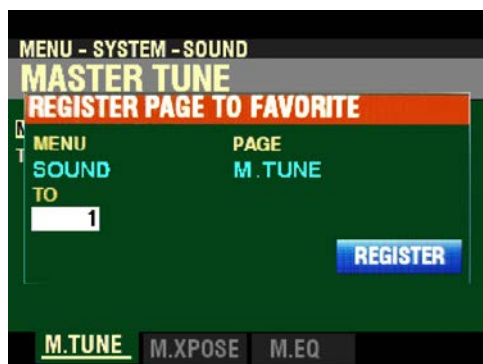 MENU - SYSTEM - SOUND
MASTER TUNE
REGISTER PAGE TO FAVORITE
MENU PAGE
SOUND M.TUNE
TO
1
REGISTER
M.TUNE M.XPOSE M.EQ